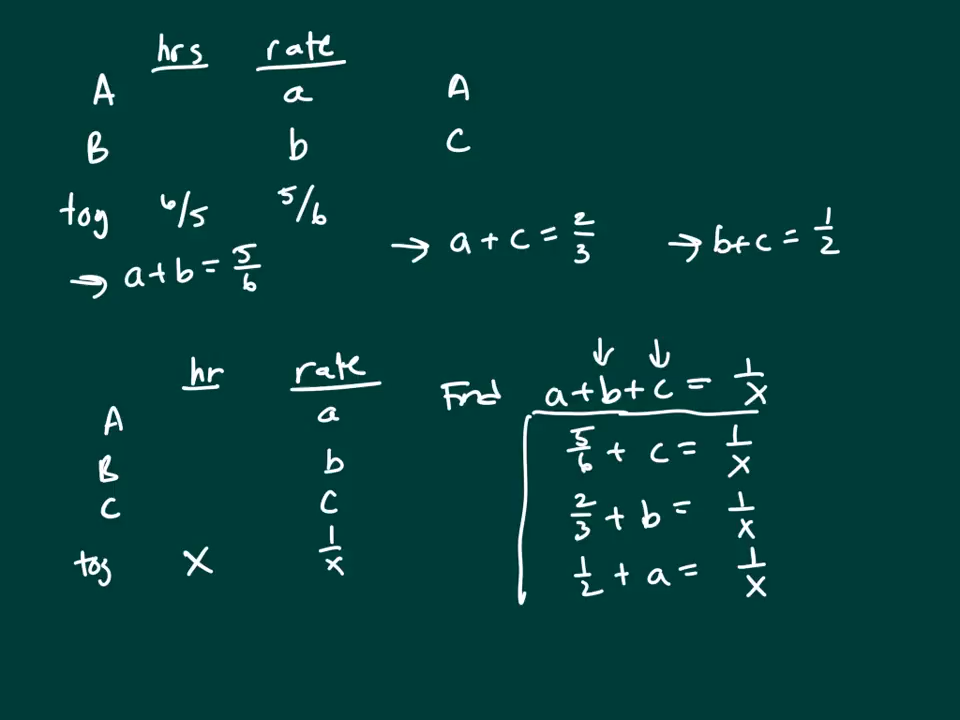 hrs rate
A a A
B b C
tog 6/5 5/6
→ a + b = 5/6
→ a + c = 2/3
→ b+c = 1/2
hr rate
A a
B b
C c
tog x 1/x
↓ ↓
Find a + b + c = 1/x
5/6 + c = 1/x
2/3 + b = 1/x
1/2 + a = 1/x